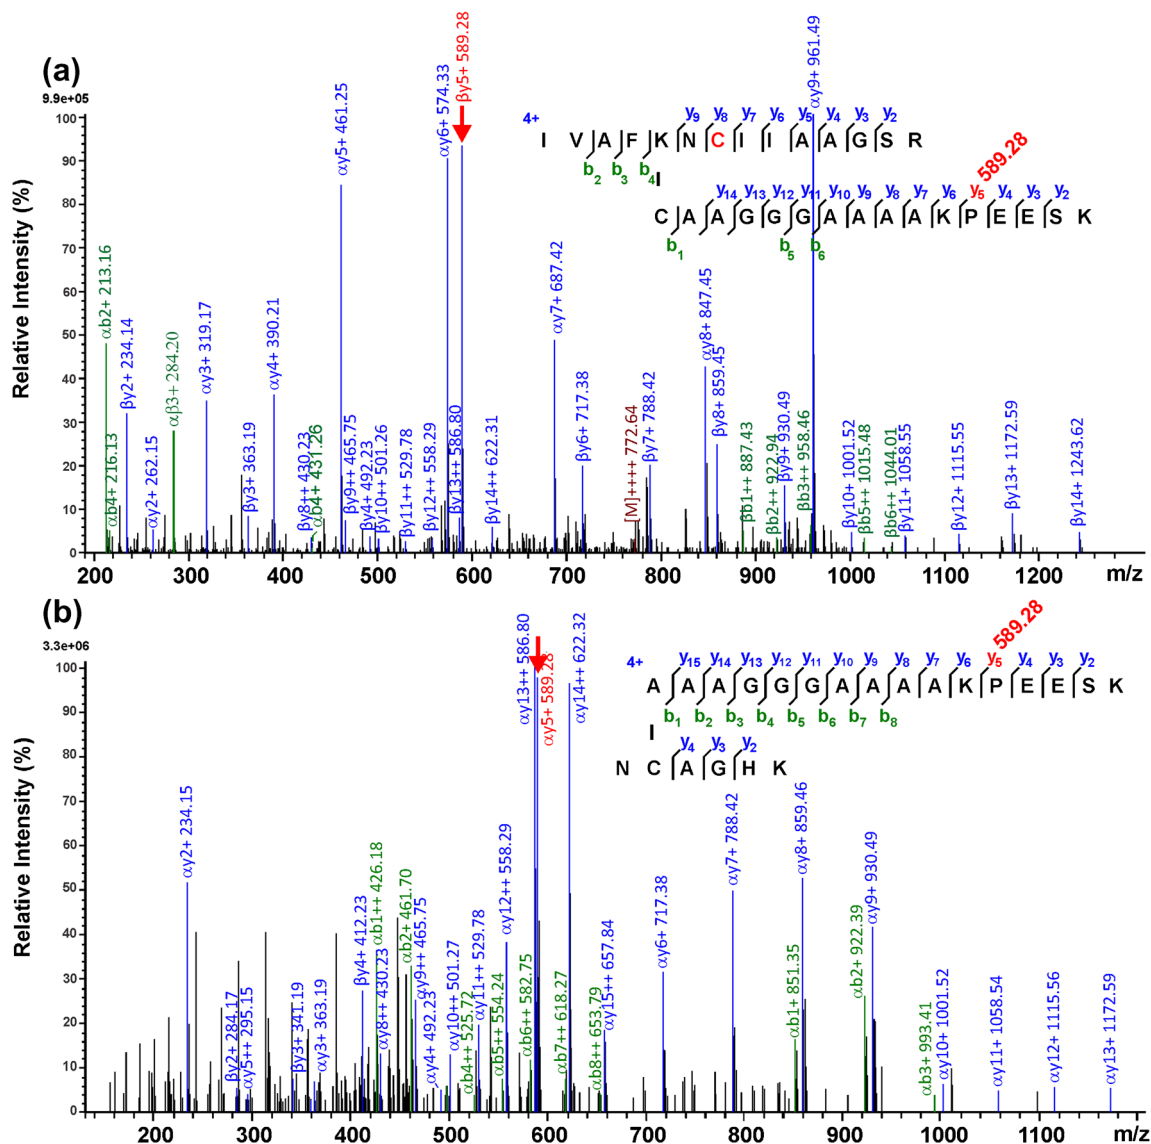 (a)
9.9e+05
Relative Intensity (%)
100
90
80
70
60
50
40
30
20
10
0
αb2+ 213.16
αb4+ 216.13
βy2+ 234.14
αy2+ 262.15
αβ3+ 284.20
αy3+ 319.17
βy3+ 363.19
αy4+ 390.21
βy8++ 430.23
αb4+ 431.26
αy5+ 461.25
βy9++ 465.75
βy4+ 492.23
βy10++ 501.26
βy11++ 529.78
βy12++ 558.29
αy6+ 574.33
βy13++ 586.80
βy5+ 589.28
βy14++ 622.31
αy7+ 687.42
βy6+ 717.38
[M]++++ 772.64
βy7+ 788.42
αy8+ 847.45
βy8+ 859.45
βb1++ 887.43
βb2++ 922.94
βy9+ 930.49
βb3++ 958.46
αy9+ 961.49
βy10+ 1001.52
βb5++ 1015.48
βb6++ 1044.01
βy11+ 1058.55
βy12+ 1115.55
βy13+ 1172.59
βy14+ 1243.62
4+
y9 y8 y7 y6 y5 y4 y3 y2
I V A F K N C I I A A G S R
b2 b3 b4
I
589.28
y14 y13 y12 y11 y10 y9 y8 y7 y6 y5 y4 y3 y2
C A A G G G A A A A K P E E S K
b1 b5 b6
200 300 400 500 600 700 800 900 1000 1100 1200 m/z
(b)
3.3e+06
Relative Intensity (%)
100
90
80
70
60
50
40
30
20
10
0
αy2+ 234.15
βy2+ 284.17
αy5++ 295.15
βy3+ 341.19
αy3+ 363.19
βy4+ 412.23
αb1++ 426.18
αy8++ 430.23
αb2+ 461.70
αy9++ 465.75
αy4+ 492.23
αy10++ 501.27
αb4++ 525.72
αy11++ 529.78
αb5++ 554.24
αy12++ 558.29
αb6++ 582.75
αy13++ 586.80
αy5+ 589.28
αb7++ 618.27
αy14++ 622.32
αb8++ 653.79
αy15++ 657.84
αy6+ 717.38
αy7+ 788.42
αb1+ 851.35
αy8+ 859.46
αb2+ 922.39
αy9+ 930.49
αb3+ 993.41
αy10+ 1001.52
αy11+ 1058.54
αy12+ 1115.56
αy13+ 1172.59
589.28
4+
y15 y14 y13 y12 y11 y10 y9 y8 y7 y6 y5 y4 y3 y2
A A A G G G A A A A K P E E S K
b1 b2 b3 b4 b5 b6 b7 b8
I
y4 y3 y2
N C A G H K
200 300 400 500 600 700 800 900 1000 1100 m/z